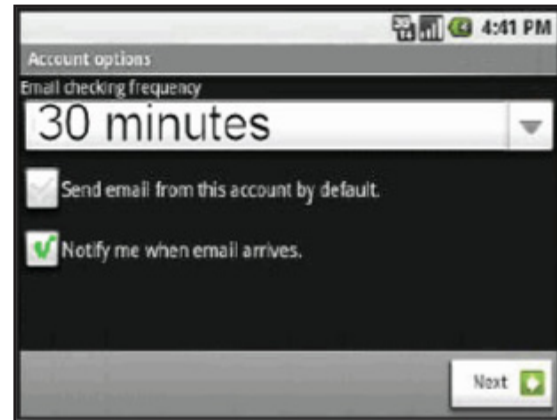 4:41 PM
Account options
Email checking frequency
30 minutes
Send email from this account by default.
Notify me when email arrives.
Next